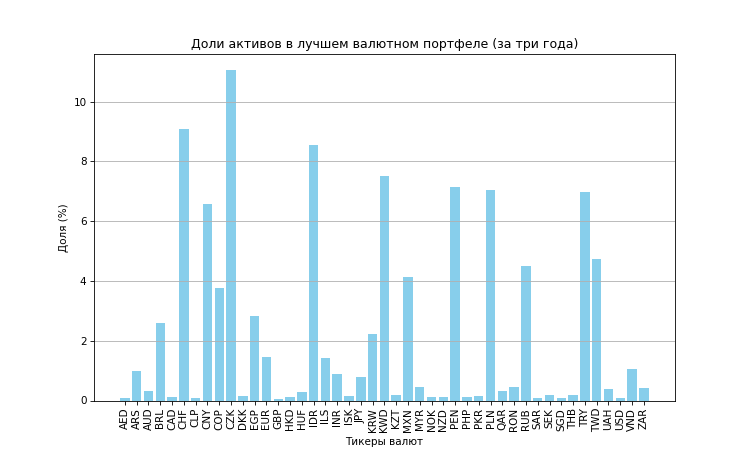 Доли активов в лучшем валютном портфеле (за три года)
Доля (%)
10
8
6
4
2
0
AED
ARS
AUD
BRL
CAD
CHF
CLP
CNY
COP
CZK
DKK
EGP
EUR
GBP
HKD
HUF
IDR
ILS
INR
ISK
JPY
KRW
KWD
KZT
MXN
MYR
NOK
NZD
PEN
PHP
PKR
PLN
QAR
RON
RUB
SAR
SEK
SGD
THB
TRY
TWD
UAH
USD
VND
ZAR
Тикеры валют